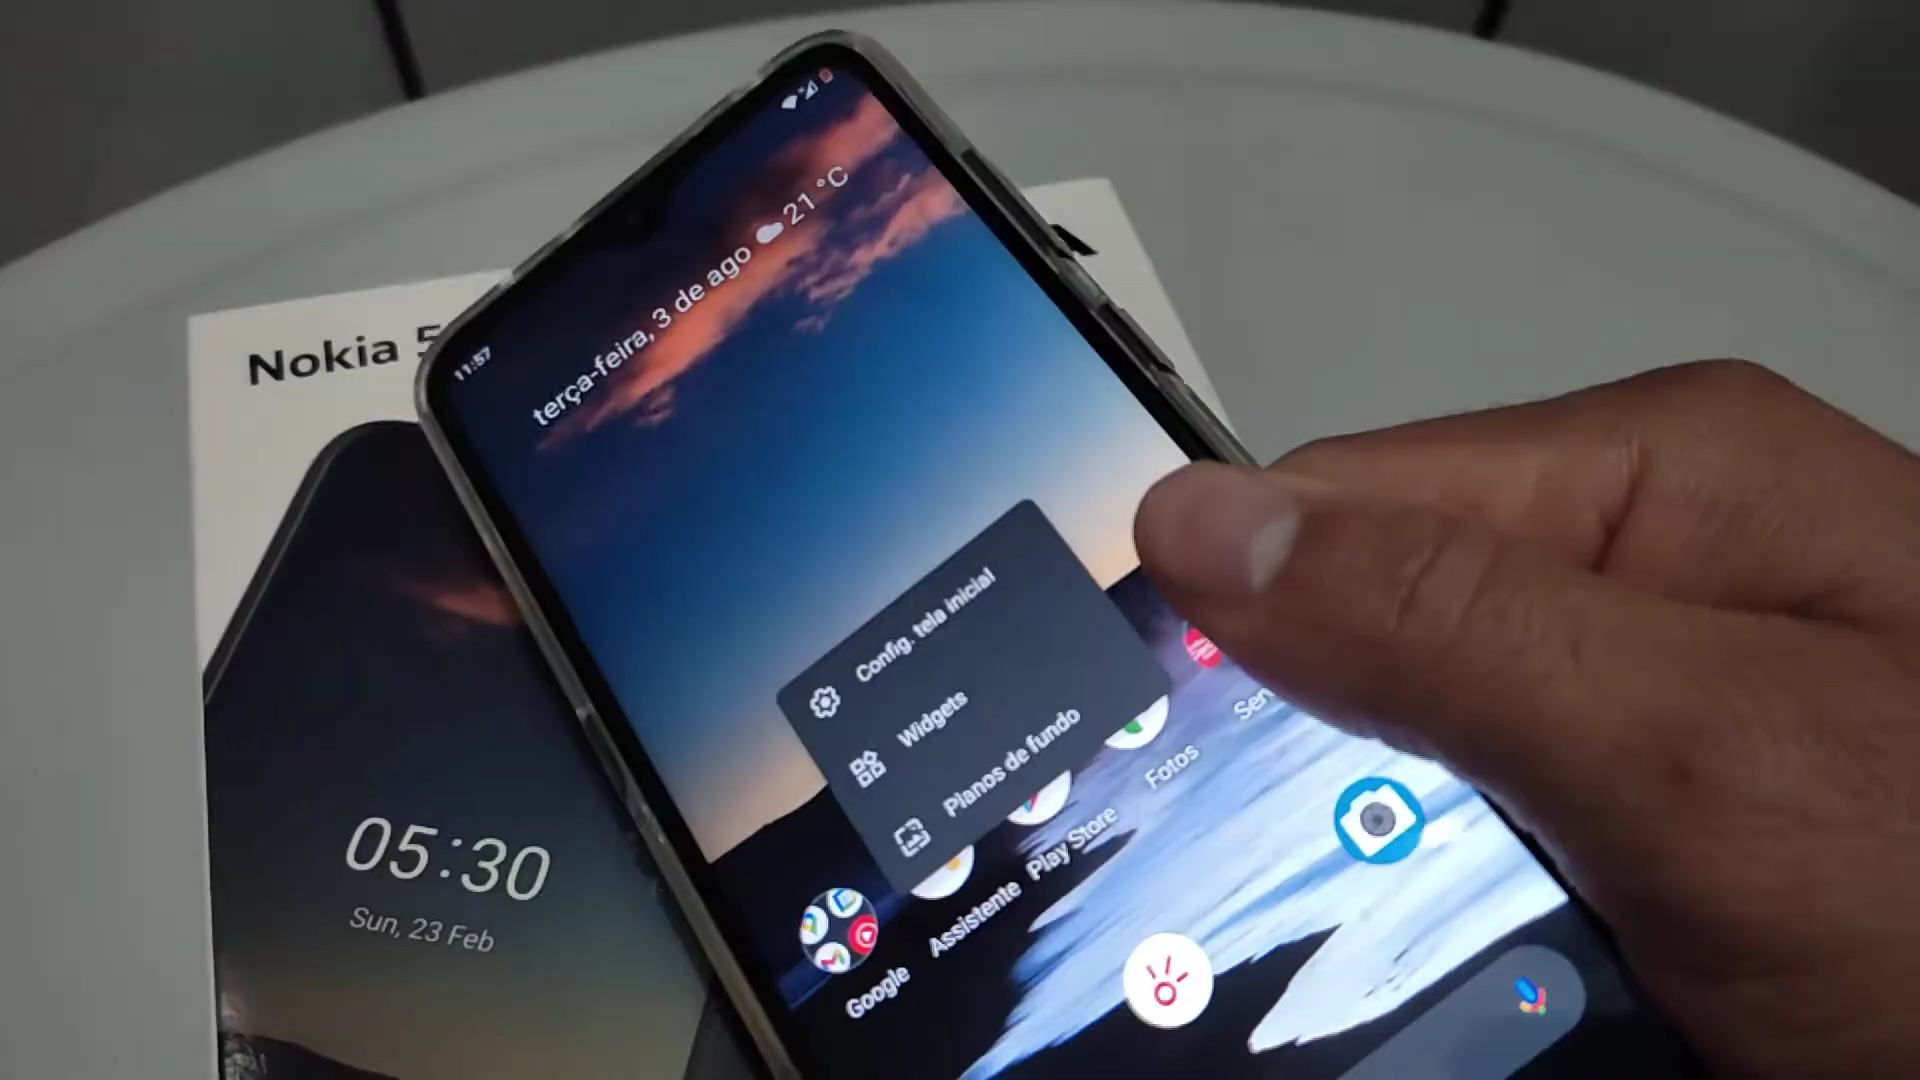 Nokia 5
11:57
terça-feira, 3 de ago 21 °C
Config. tela inicial
Widgets
Planos de fundo
Google
Assistente
Play Store
Fotos
Ser
05:30
Sun, 23 Feb